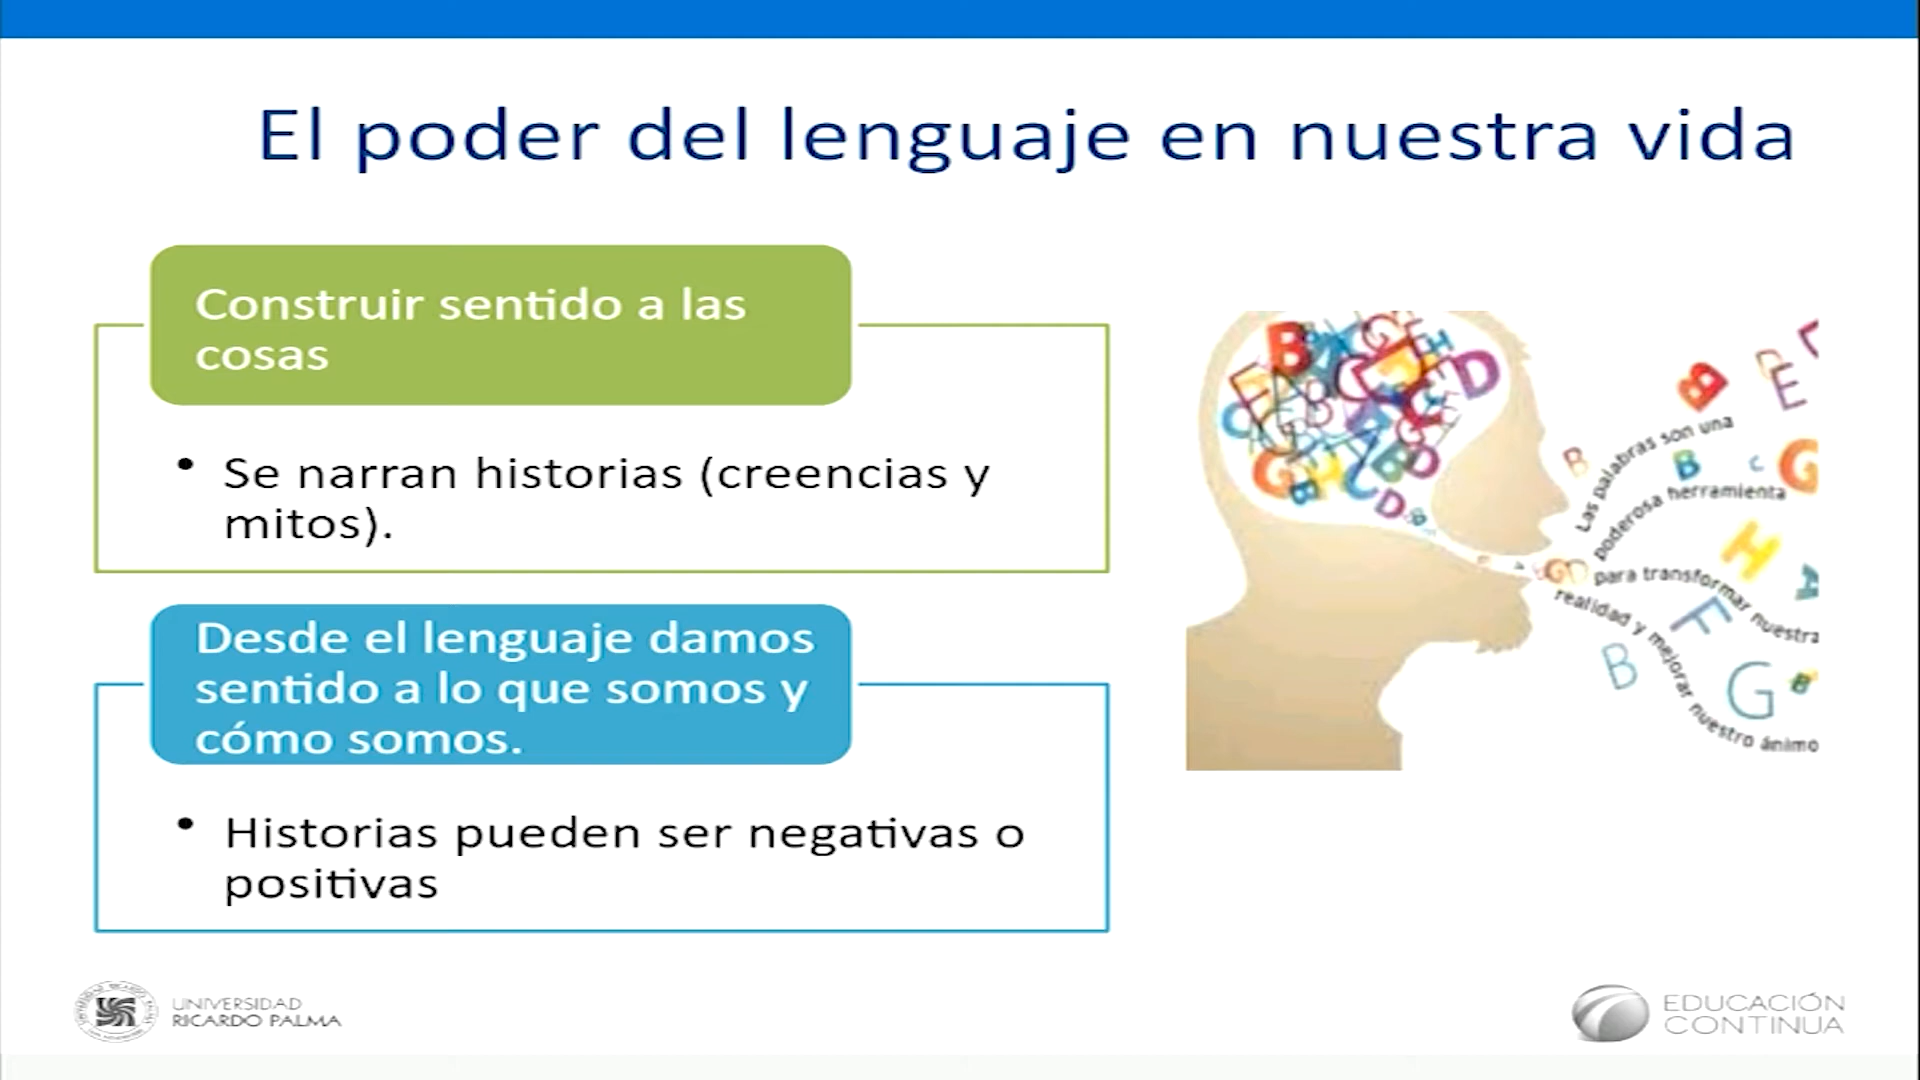 El poder del lenguaje en nuestra vida
Construir sentido a las
cosas
• Se narran historias (creencias y
mitos).
Desde el lenguaje damos
sentido a lo que somos y
cómo somos.
• Historias pueden ser negativas o
positivas
Las palabras son una
poderosa herramienta
para transformar nuestra
realidad y mejorar nuestro ánimo
UNIVERSIDAD
RICARDO PALMA
EDUCACIÓN
CONTINUA